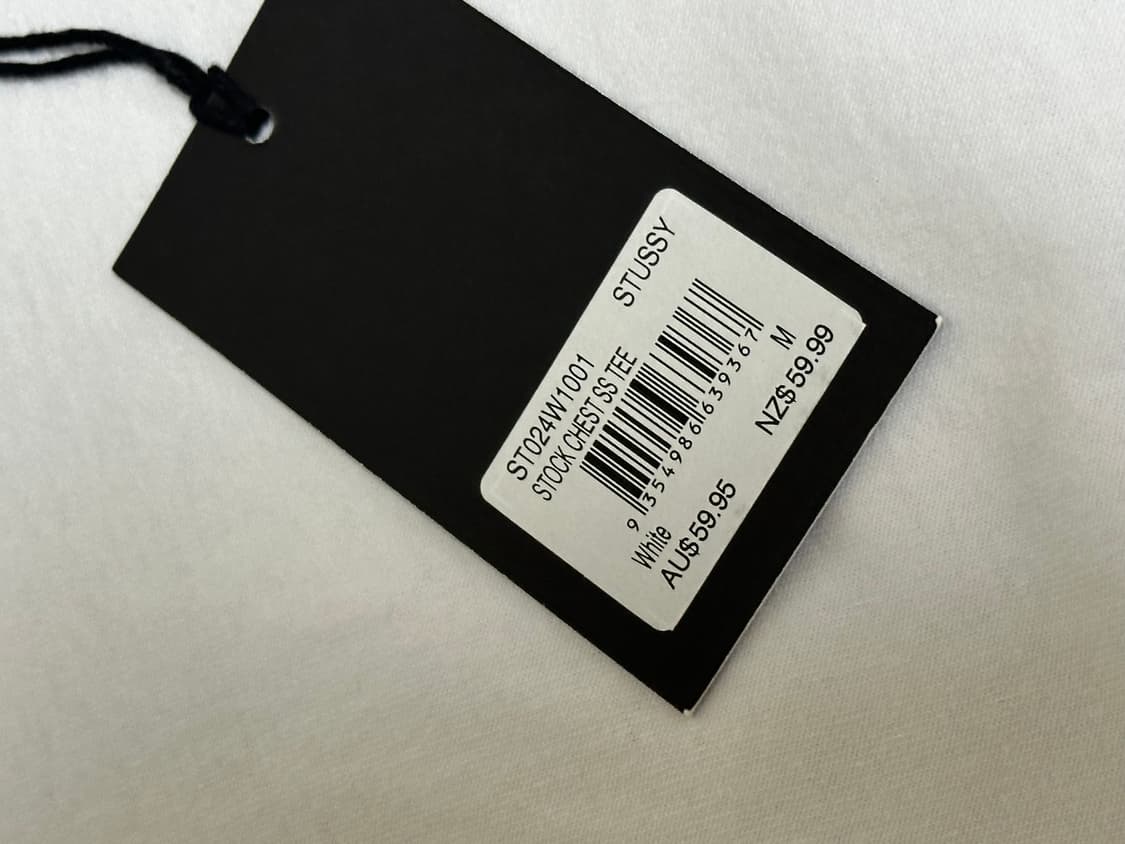 ST024W1001 STUSSY
STOCK CHEST SS TEE
9 354986 639367
White M
AU$59.95 NZ$59.99